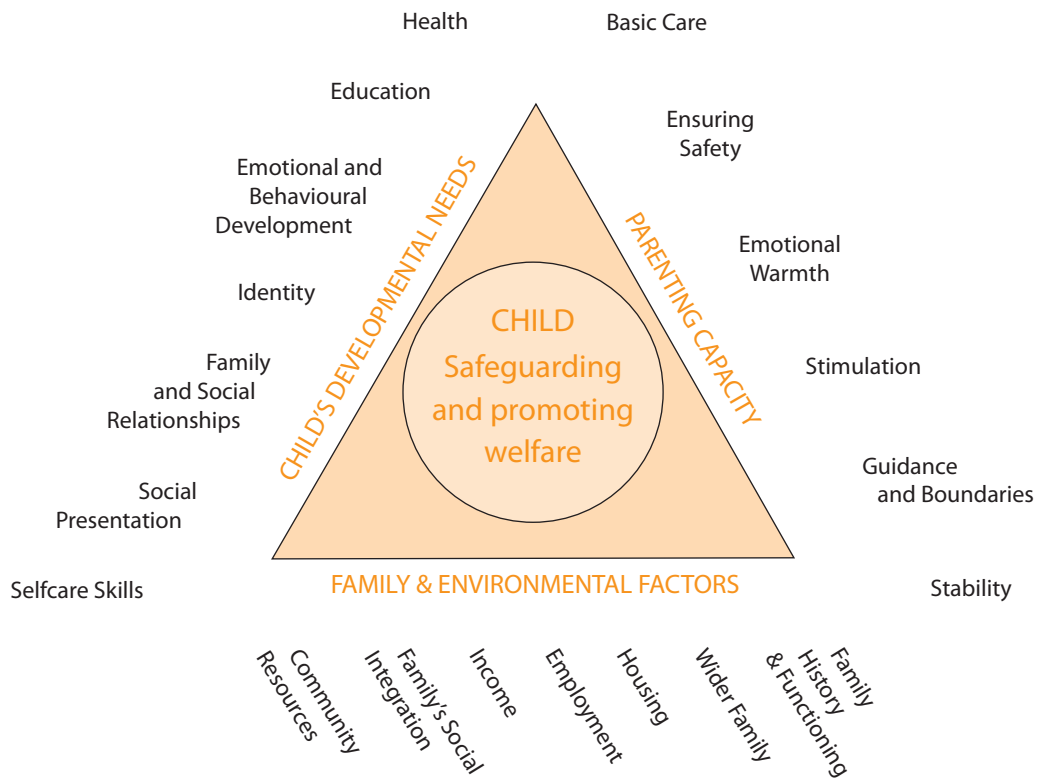 Health
Basic Care
Education
Ensuring
Safety
Emotional and
Behavioural
Development
Emotional
Warmth
Identity
Stimulation
Family
and Social
Relationships
Guidance
and Boundaries
Social
Presentation
Selfcare Skills
Stability
CHILD'S DEVELOPMENTAL NEEDS
PARENTING CAPACITY
CHILD
Safeguarding
and promoting
welfare
FAMILY & ENVIRONMENTAL FACTORS
Community
Resources
Family's Social
Integration
Income
Employment
Housing
Wider Family
Family
History
& Functioning